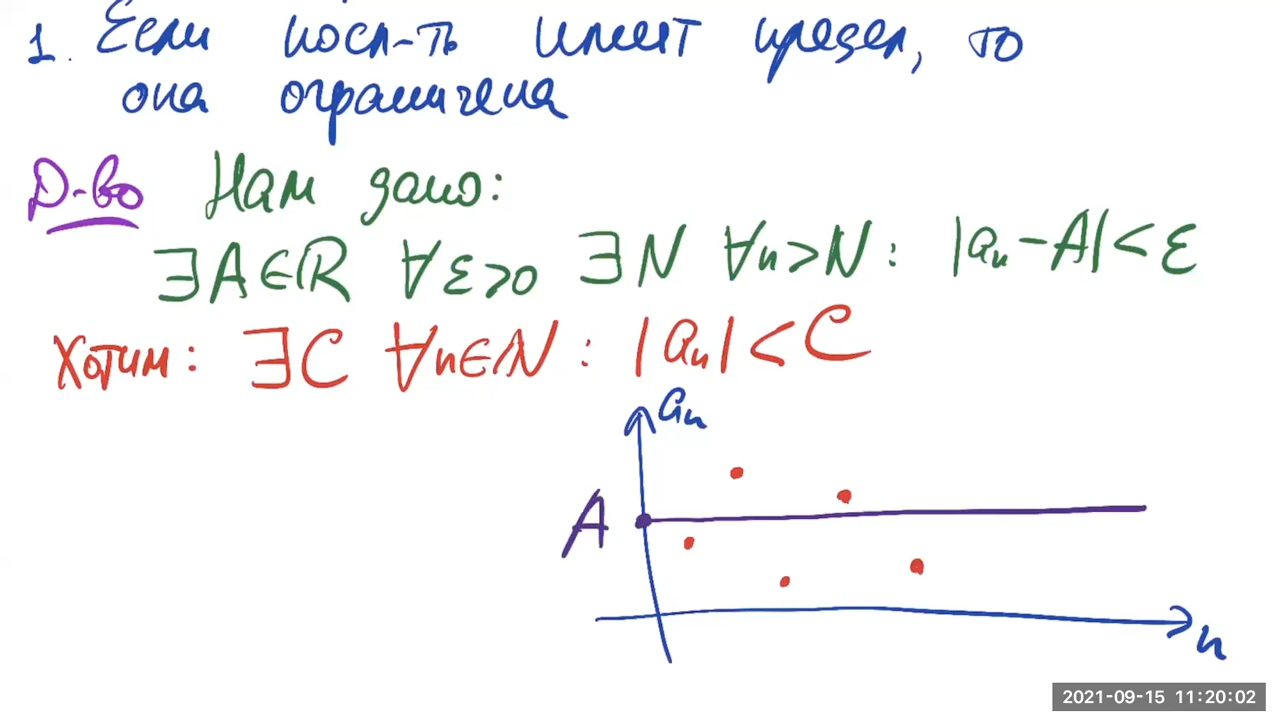 1. Если посл-ть имеет предел, то
она ограничена
Д-во Нам дано:
∃A∈ℝ ∀ε>0 ∃N ∀n>N: |aₙ-A|<ε
Хотим: ∃C ∀n∈ℕ: |aₙ|<C
aₙ
A
n
2021-09-15 11:20:02